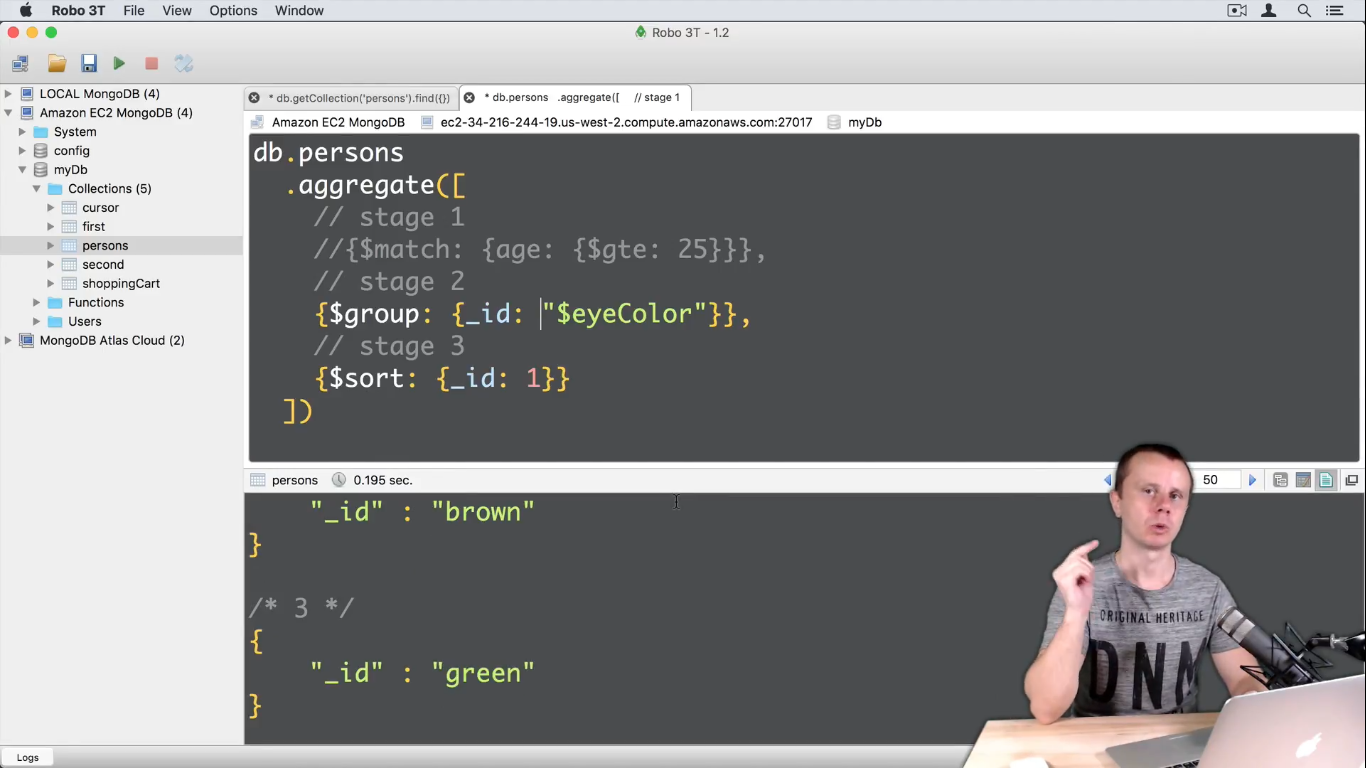 Robo 3T File View Options Window
Robo 3T - 1.2
LOCAL MongoDB (4)
Amazon EC2 MongoDB (4)
System
config
myDb
Collections (5)
cursor
first
persons
second
shoppingCart
Functions
Users
MongoDB Atlas Cloud (2)
* db.getCollection('persons').find({}) * db.persons .aggregate([ // stage 1
Amazon EC2 MongoDB ec2-34-216-244-19.us-west-2.compute.amazonaws.com:27017 myDb
db.persons
.aggregate([
// stage 1
//{$match: {age: {$gte: 25}}},
// stage 2
{$group: {_id: "$eyeColor"}},
// stage 3
{$sort: {_id: 1}}
])
persons 0.195 sec. 50
"_id" : "brown"
}
/* 3 */
{
"_id" : "green"
}
ORIGINAL HERITAGE
DNM
Logs